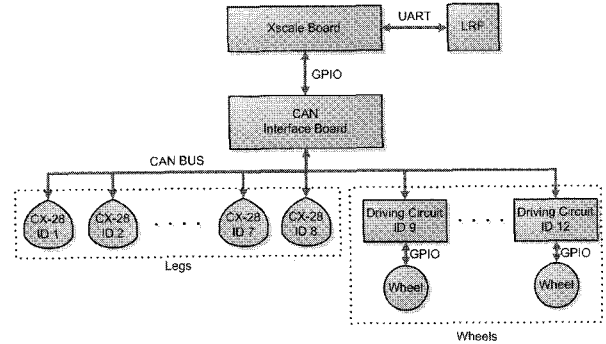 Xscale Board
UART
LRF
GPIO
CAN
Interface Board
CAN BUS
CX-28
ID 1
CX-28
ID 2
. . . .
CX-28
ID 7
CX-28
ID 8
Driving Circuit
ID 9
. . . .
Driving Circuit
ID 12
GPIO
GPIO
Wheel
Wheel
Legs
Wheels